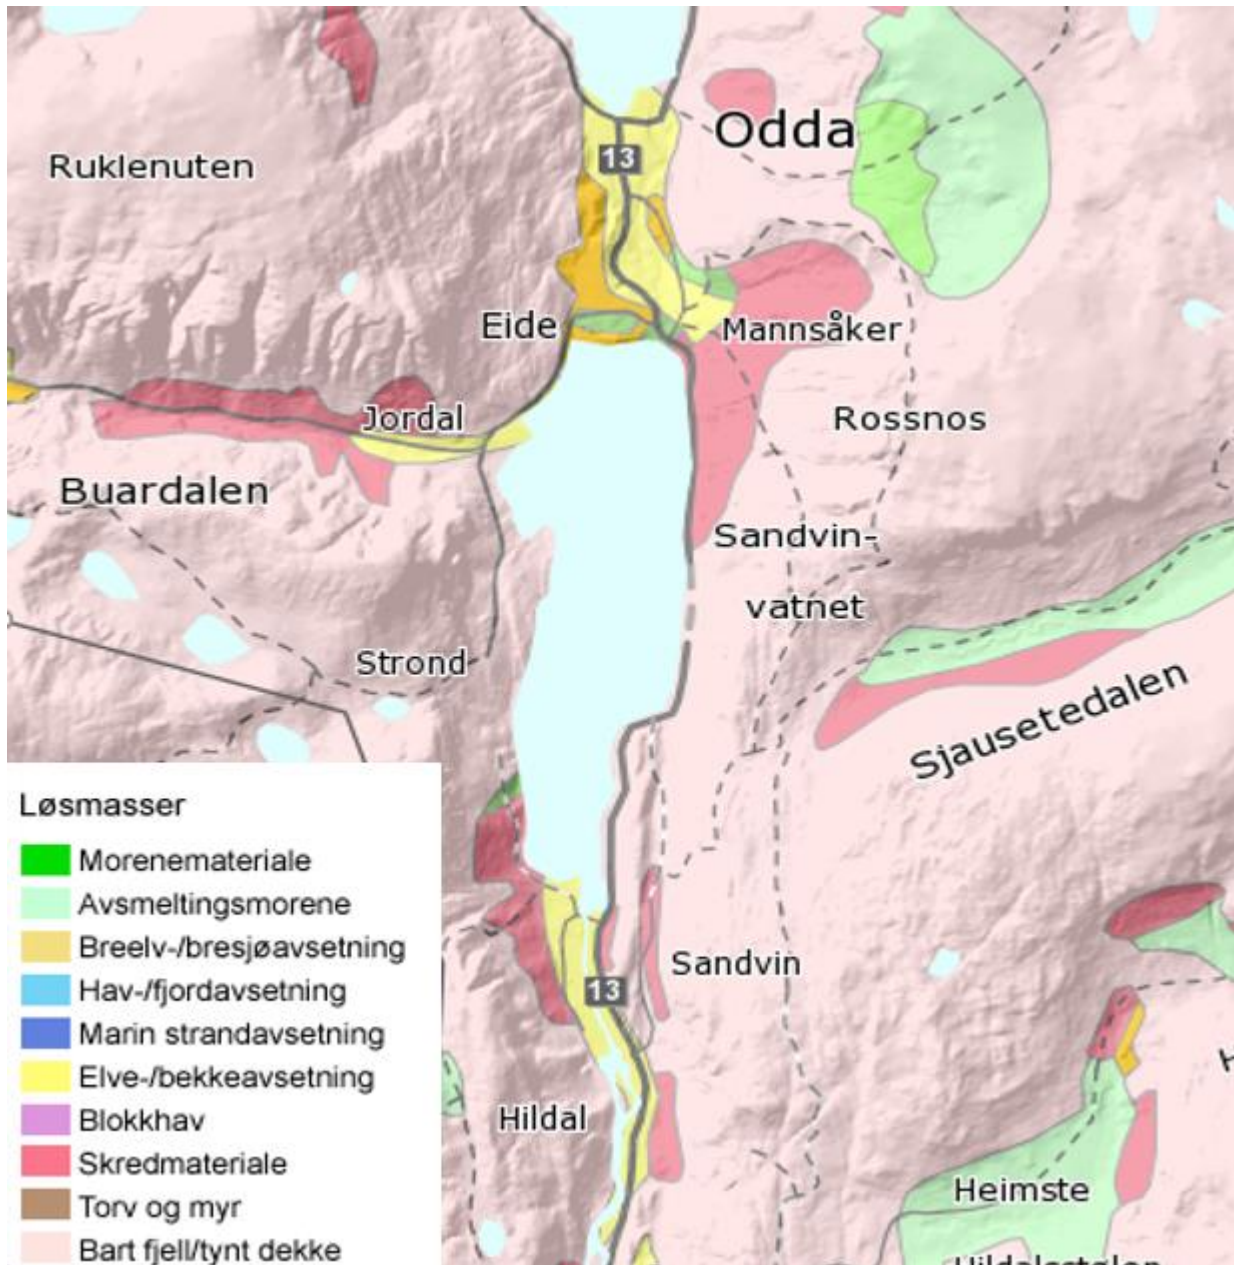 Odda
13
Ruklenuten
Eide
Mannsåker
Jordal
Rossnos
Buardalen
Sandvin-
vatnet
Strond
Sjausetedalen
Løsmasser
Morenemateriale
Avsmeltingsmorene
Breelv-/bresjøavsetning
Hav-/fjordavsetning
Marin strandavsetning
Elve-/bekkeavsetning
Blokkhav
Skredmateriale
Torv og myr
Bart fjell/tynt dekke
Sandvin
13
H
Hildal
Heimste